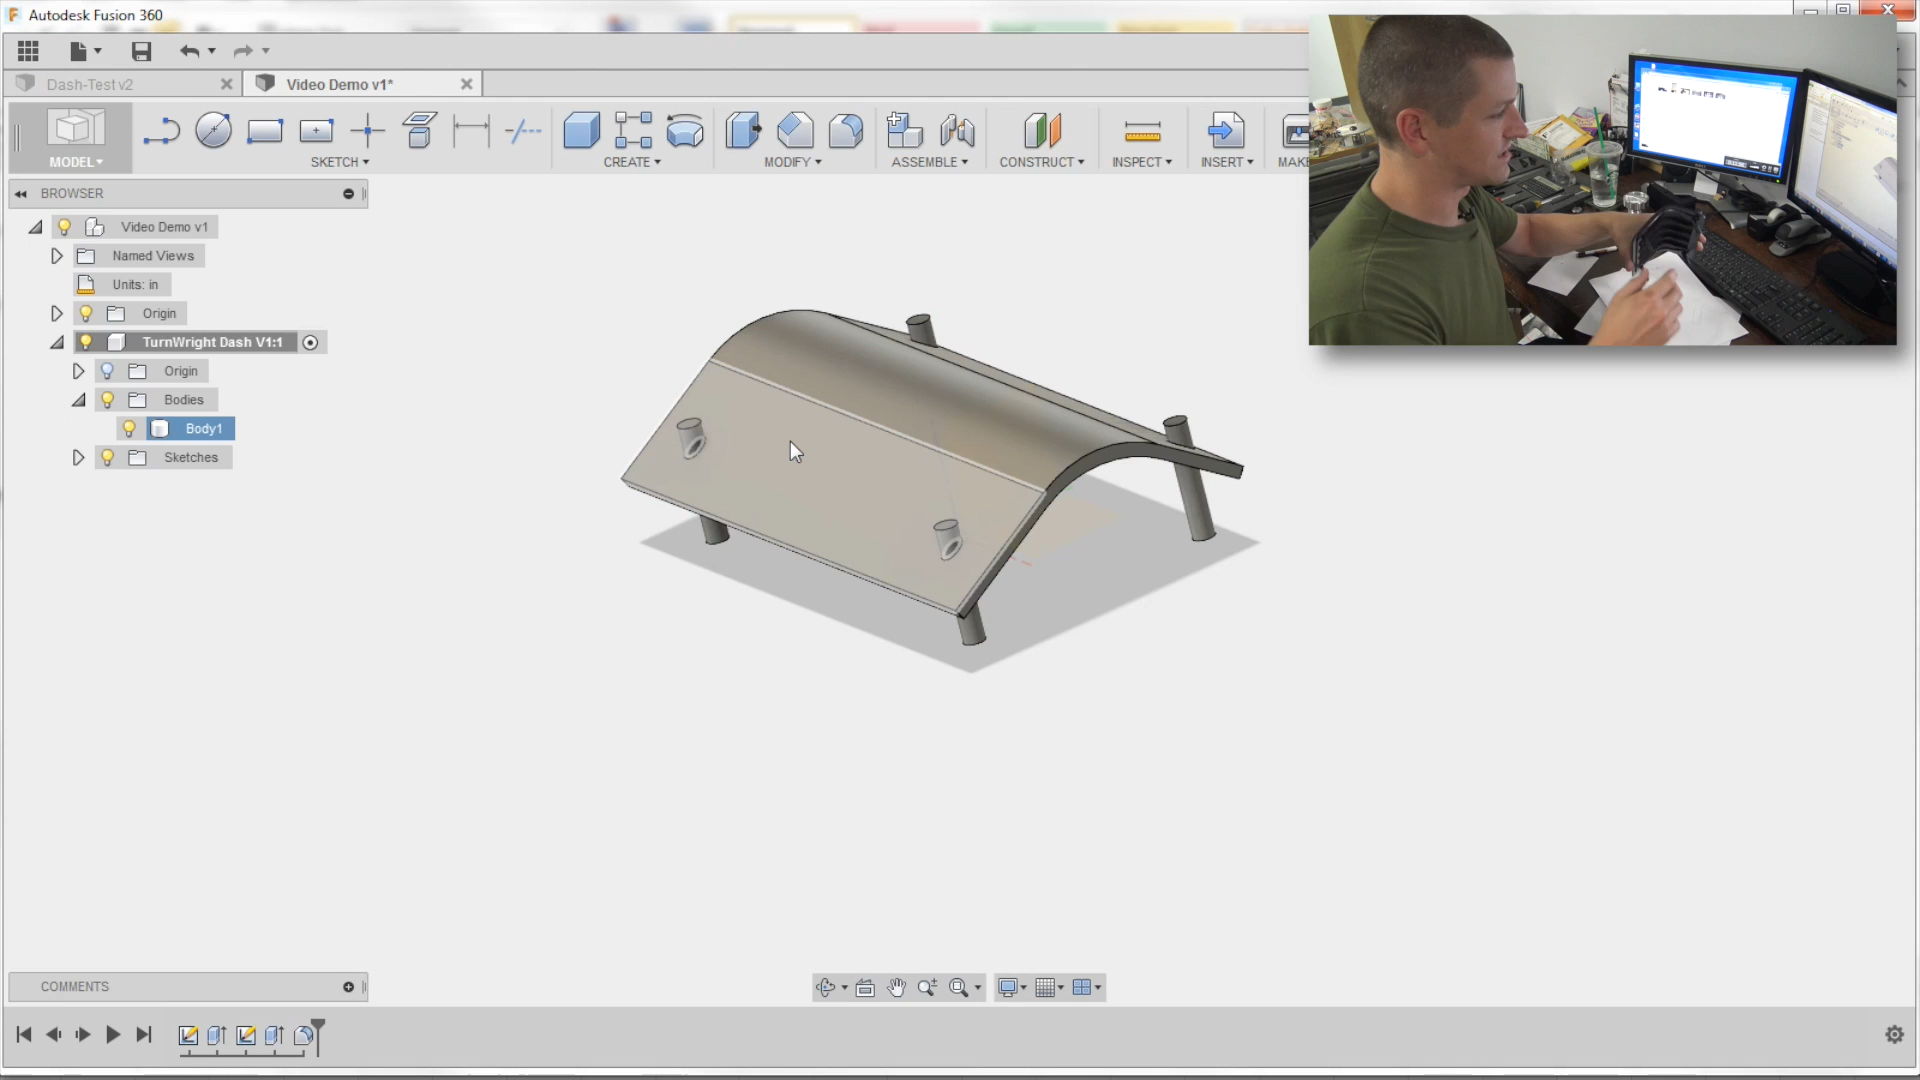 Autodesk Fusion 360
Dash-Test v2
Video Demo v1*
MODEL
SKETCH
CREATE
MODIFY
ASSEMBLE
CONSTRUCT
INSPECT
INSERT
MAK
BROWSER
Video Demo v1
Named Views
Units: in
Origin
TurnWright Dash V1:1
Origin
Bodies
Body1
Sketches
COMMENTS